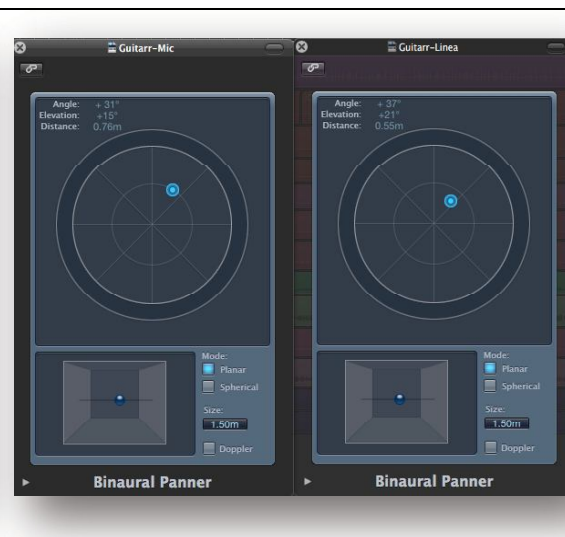 Guitarr-Mic
Angle: + 31°
Elevation: +15°
Distance: 0.76m
Mode:
Planar
Spherical
Size:
1.50m
Doppler
Binaural Panner
Guitarr-Linea
Angle: + 37°
Elevation: +21°
Distance: 0.55m
Mode:
Planar
Spherical
Size:
1.50m
Doppler
Binaural Panner